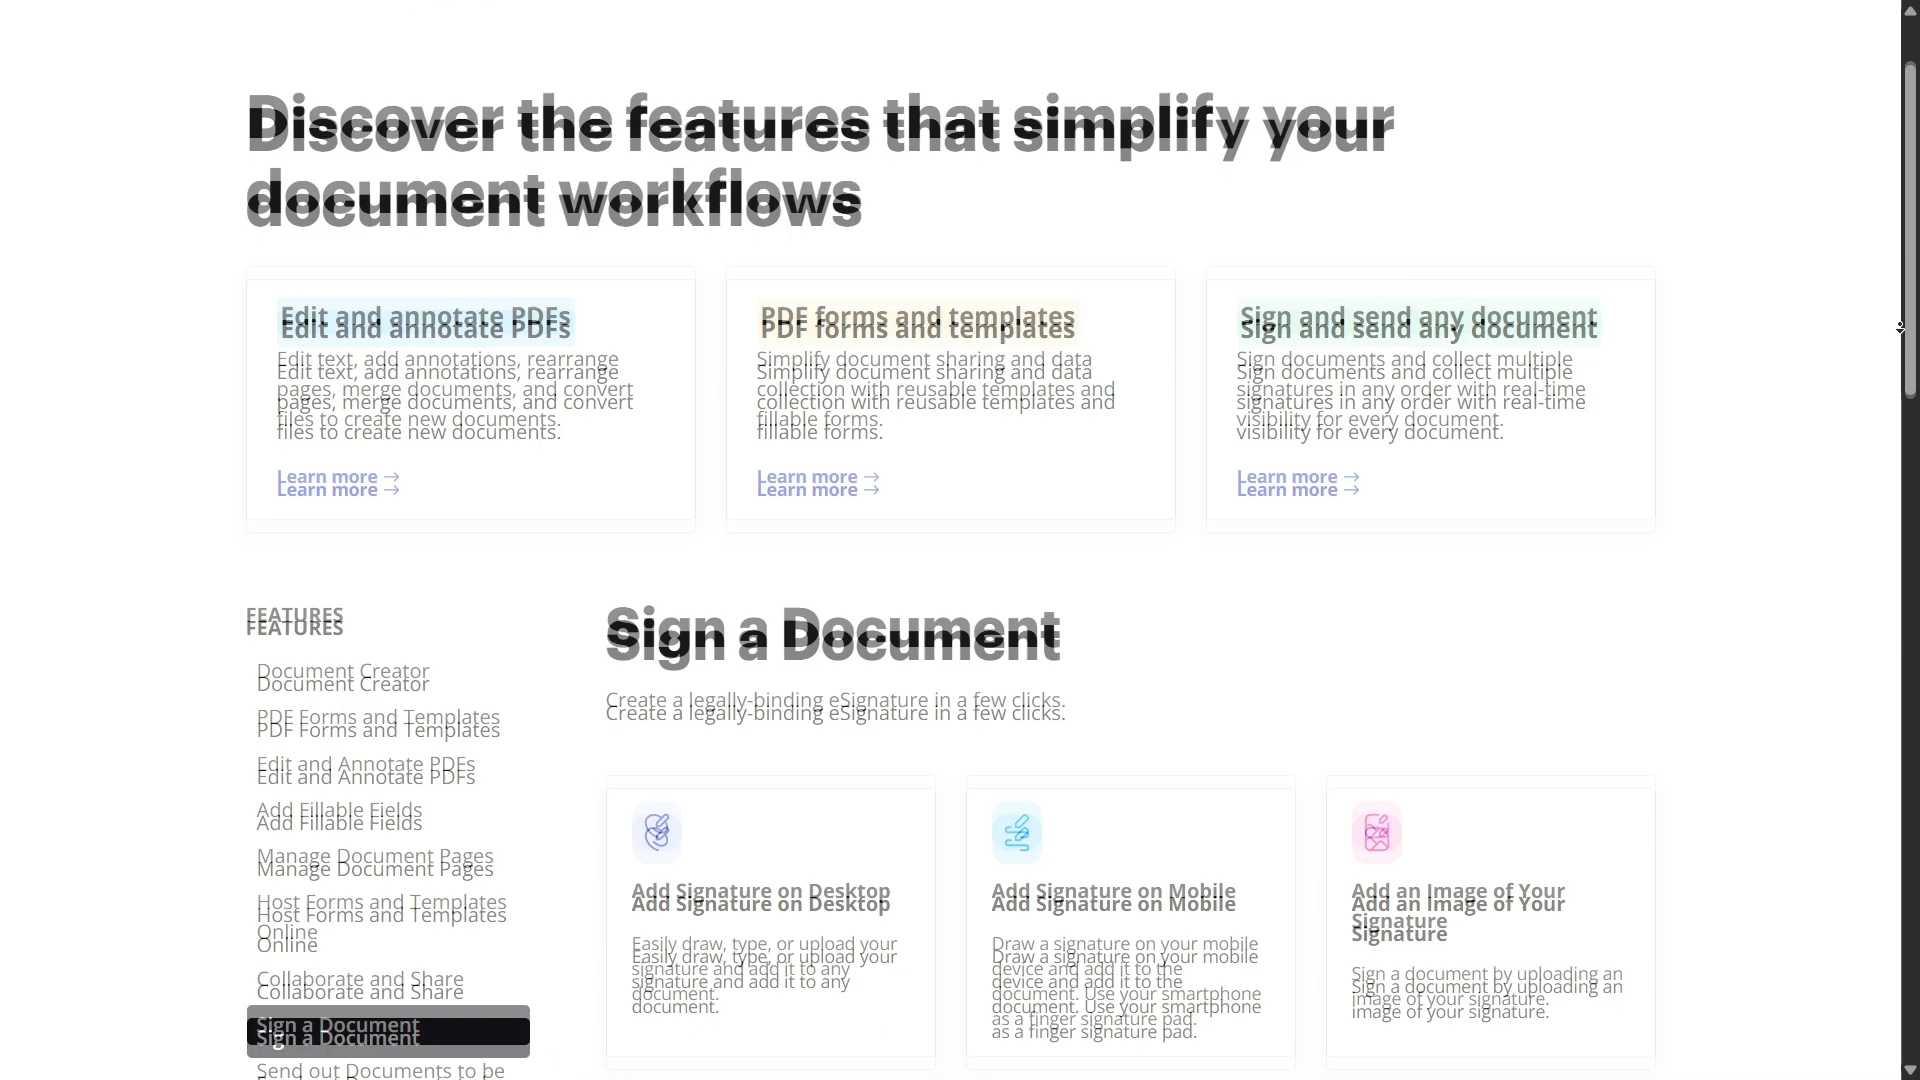 Discover the features that simplify your
document workflows
Edit and annotate PDFs
Edit text, add annotations, rearrange
pages, merge documents, and convert
files to create new documents.
Learn more →
PDF forms and templates
Simplify document sharing and data
collection with reusable templates and
fillable forms.
Learn more →
Sign and send any document
Sign documents and collect multiple
signatures in any order with real-time
visibility for every document.
Learn more →
FEATURES
Document Creator
PDF Forms and Templates
Edit and Annotate PDFs
Add Fillable Fields
Manage Document Pages
Host Forms and Templates
Online
Collaborate and Share
Sign a Document
Send out Documents to be
Sign a Document
Create a legally-binding eSignature in a few clicks.
Add Signature on Desktop
Easily draw, type, or upload your
signature and add it to any
document.
Add Signature on Mobile
Draw a signature on your mobile
device and add it to the
document. Use your smartphone
as a finger signature pad.
Add an Image of Your
Signature
Sign a document by uploading an
image of your signature.